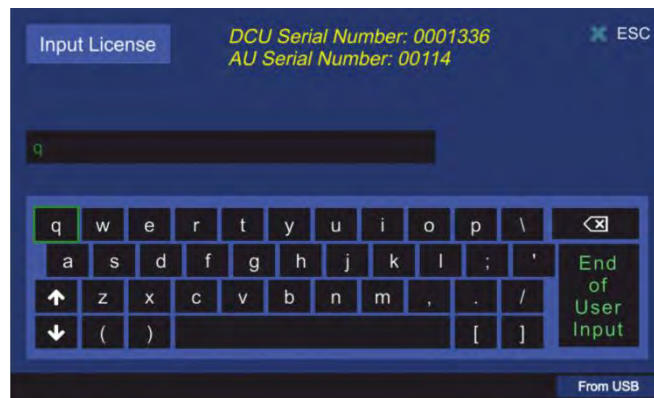 Input License
DCU Serial Number: 0001336
AU Serial Number: 00114
ESC
q
q w e r t y u i o p \
a s d f g h j k l ; '
z x c v b n m , . /
( ) [ ]
End
of
User
Input
From USB